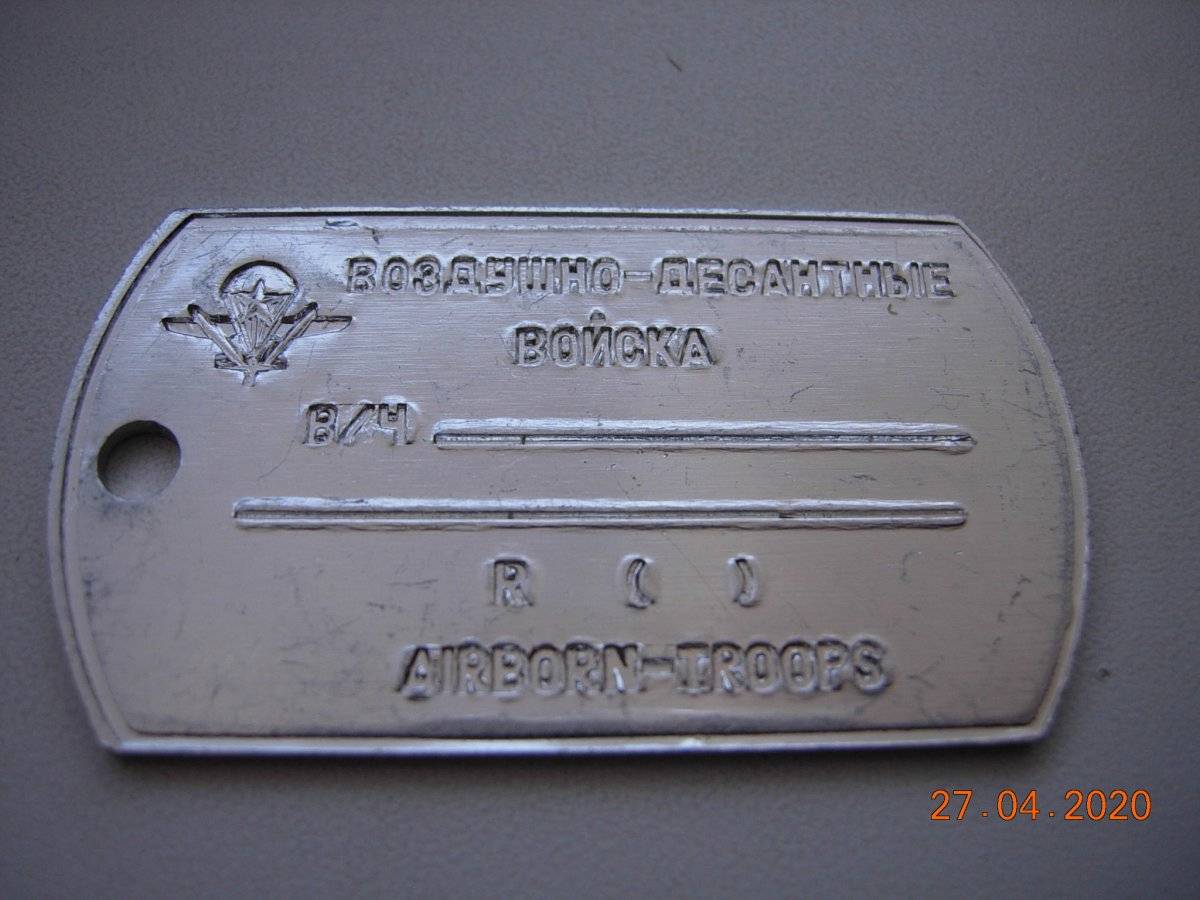 ВОЗДУШНО-ДЕСАНТНЫЕ
ВОЙСКА
В/Ч
R ( )
AIRBORN-TROOPS
27.04.2020